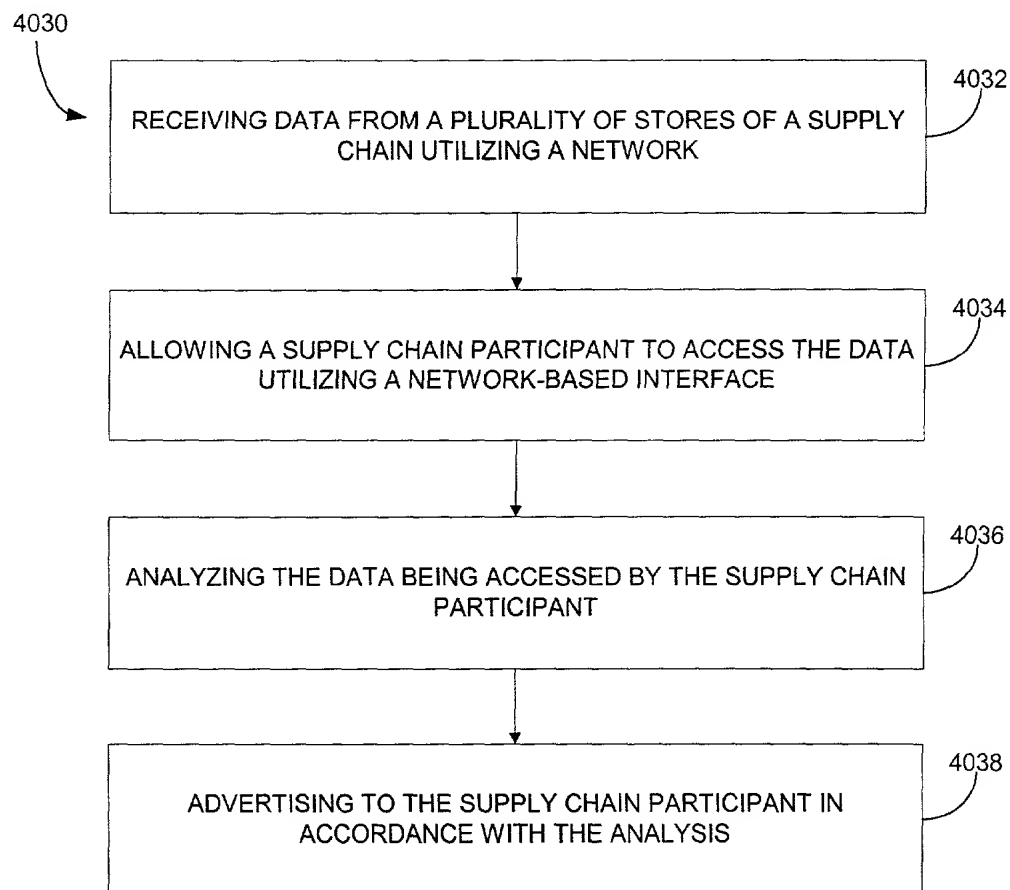 4030
4032
RECEIVING DATA FROM A PLURALITY OF STORES OF A SUPPLY
CHAIN UTILIZING A NETWORK
4034
ALLOWING A SUPPLY CHAIN PARTICIPANT TO ACCESS THE DATA
UTILIZING A NETWORK-BASED INTERFACE
4036
ANALYZING THE DATA BEING ACCESSED BY THE SUPPLY CHAIN
PARTICIPANT
4038
ADVERTISING TO THE SUPPLY CHAIN PARTICIPANT IN
ACCORDANCE WITH THE ANALYSIS